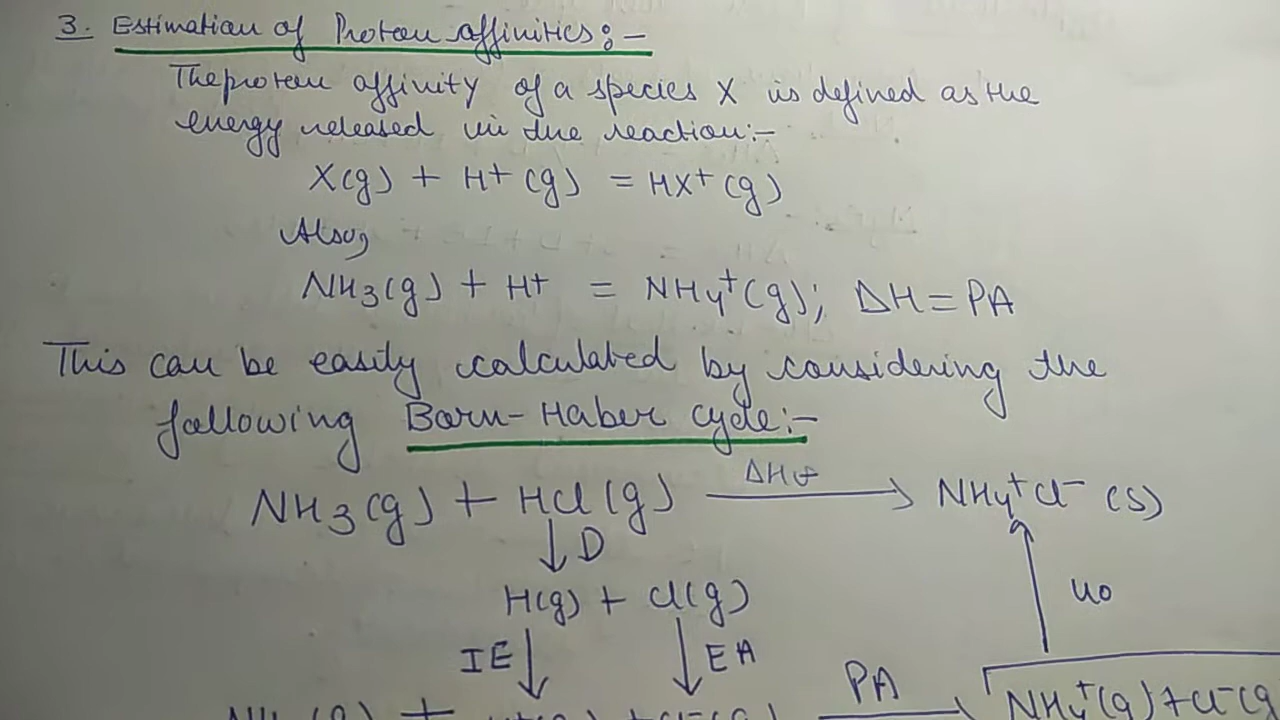 3. Estimation of Proton affinities:-
The proton affinity of a species X is defined as the
energy released in the reaction:-
X(g) + H+ (g) = HX+ (g)
Also,
NH3(g) + H+ = NH4+(g); ΔH = PA
This can be easily calculated by considering the
following Born-Haber cycle:-
NH3(g) + HCl(g) ΔHf → NH4+Cl- (s)
↓ D
H(g) + Cl(g) ↑ U0
IE ↓ ↓ EA
PA → NH4+(g) + Cl-(g